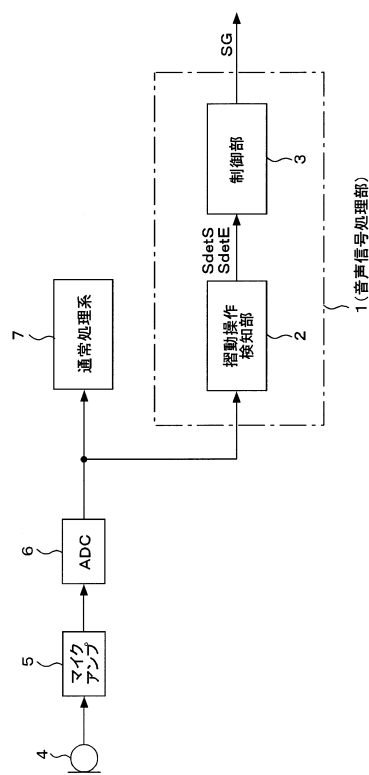 4
5
マイク
アンプ
6
ADC
7
通常処理系
摺動操作
検知部
2
SdetS
SdetE
制御部
3
SG
1(音声信号処理部)